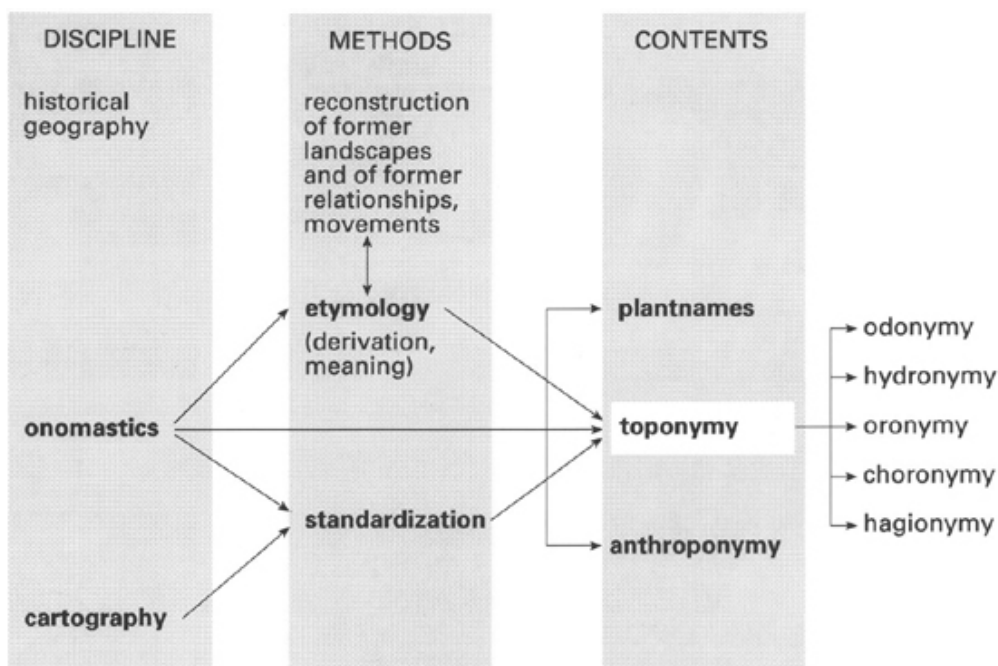 DISCIPLINE
METHODS
CONTENTS
historical
geography
reconstruction
of former
landscapes
and of former
relationships,
movements
etymology
(derivation,
meaning)
plantnames
odonymy
hydronymy
onomastics
toponymy
oronymy
choronymy
standardization
hagionymy
anthroponymy
cartography